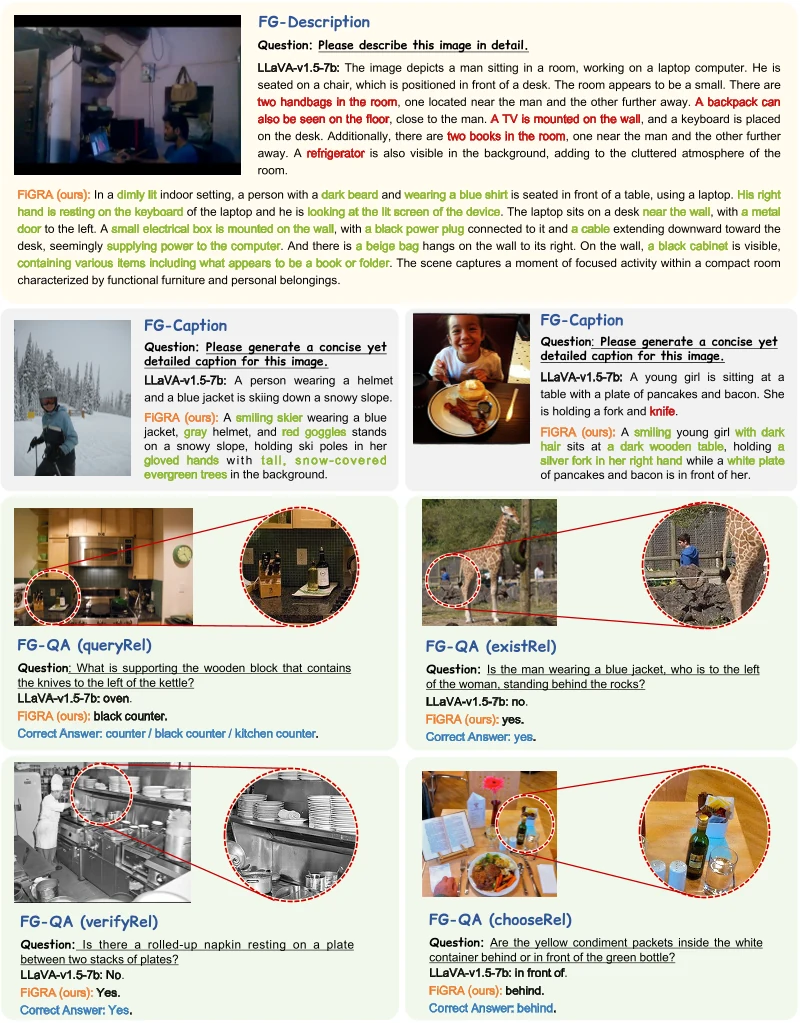 FG-Description
Question: Please describe this image in detail.
LLaVA-v1.5-7b: The image depicts a man sitting in a room, working on a laptop computer. He is
seated on a chair, which is positioned in front of a desk. The room appears to be a small. There are
two handbags in the room, one located near the man and the other further away. A backpack can
also be seen on the floor, close to the man. A TV is mounted on the wall, and a keyboard is placed
on the desk. Additionally, there are two books in the room, one near the man and the other further
away. A refrigerator is also visible in the background, adding to the cluttered atmosphere of the
room.
FiGRA (ours): In a dimly lit indoor setting, a person with a dark beard and wearing a blue shirt is seated in front of a table, using a laptop. His right
hand is resting on the keyboard of the laptop and he is looking at the lit screen of the device. The laptop sits on a desk near the wall, with a metal
door to the left. A small electrical box is mounted on the wall, with a black power plug connected to it and a cable extending downward toward the
desk, seemingly supplying power to the computer. And there is a beige bag hangs on the wall to its right. On the wall, a black cabinet is visible,
containing various items including what appears to be a book or folder. The scene captures a moment of focused activity within a compact room
characterized by functional furniture and personal belongings.
FG-Caption
Question: Please generate a concise yet
detailed caption for this image.
LLaVA-v1.5-7b: A person wearing a helmet
and a blue jacket is skiing down a snowy slope.
FiGRA (ours): A smiling skier wearing a blue
jacket, gray helmet, and red goggles stands
on a snowy slope, holding ski poles in her
gloved hands with tall, snow-covered
evergreen trees in the background.
FG-Caption
Question: Please generate a concise yet
detailed caption for this image.
LLaVA-v1.5-7b: A young girl is sitting at a
table with a plate of pancakes and bacon. She
is holding a fork and knife.
FiGRA (ours): A smiling young girl with dark
hair sits at a dark wooden table, holding a
silver fork in her right hand while a white plate
of pancakes and bacon is in front of her.
FG-QA (queryRel)
Question: What is supporting the wooden block that contains
the knives to the left of the kettle?
LLaVA-v1.5-7b: oven.
FiGRA (ours): black counter.
Correct Answer: counter / black counter / kitchen counter.
FG-QA (existRel)
Question: Is the man wearing a blue jacket, who is to the left
of the woman, standing behind the rocks?
LLaVA-v1.5-7b: no.
FiGRA (ours): yes.
Correct Answer: yes.
FG-QA (verifyRel)
Question: Is there a rolled-up napkin resting on a plate
between two stacks of plates?
LLaVA-v1.5-7b: No.
FiGRA (ours): Yes.
Correct Answer: Yes.
FG-QA (chooseRel)
Question: Are the yellow condiment packets inside the white
container behind or in front of the green bottle?
LLaVA-v1.5-7b: in front of.
FiGRA (ours): behind.
Correct Answer: behind.